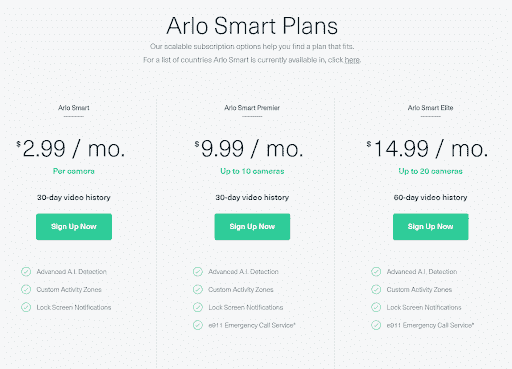 Arlo Smart Plans
Our scalable subscription options help you find a plan that fits.
For a list of countries Arlo Smart is currently available in, click here.
Arlo Smart
$2.99 / mo.
Per camera
30-day video history
Sign Up Now
Advanced A.I. Detection
Custom Activity Zones
Lock Screen Notifications
Arlo Smart Premier
$9.99 / mo.
Up to 10 cameras
30-day video history
Sign Up Now
Advanced A.I. Detection
Custom Activity Zones
Lock Screen Notifications
e911 Emergency Call Service*
Arlo Smart Elite
$14.99 / mo.
Up to 20 cameras
60-day video history
Sign Up Now
Advanced A.I. Detection
Custom Activity Zones
Lock Screen Notifications
e911 Emergency Call Service*